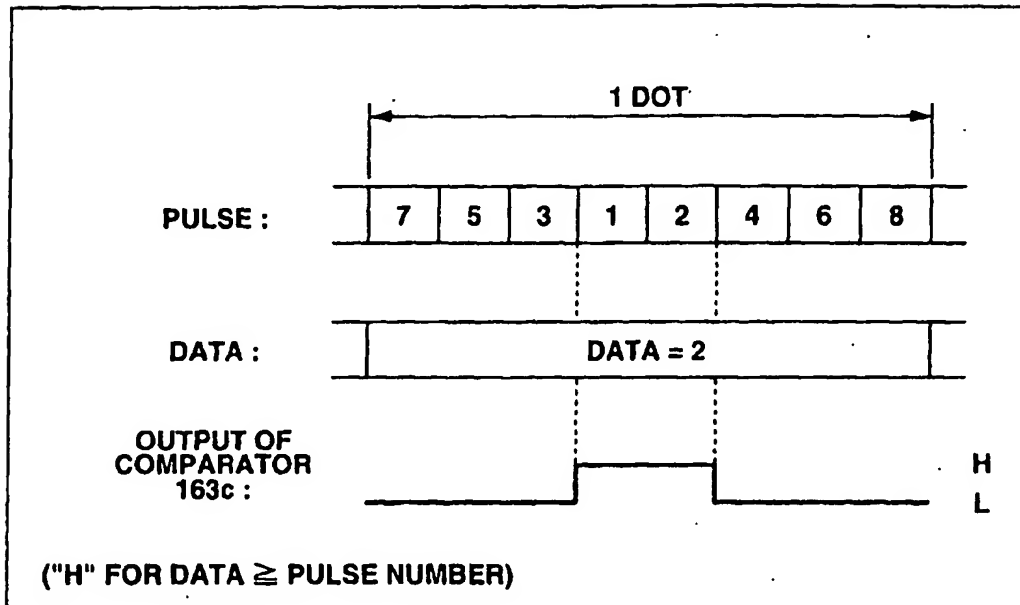 1 DOT
PULSE : 7 5 3 1 2 4 6 8
DATA : DATA = 2
OUTPUT OF
COMPARATOR
163c :
H
L
("H" FOR DATA ≧ PULSE NUMBER)